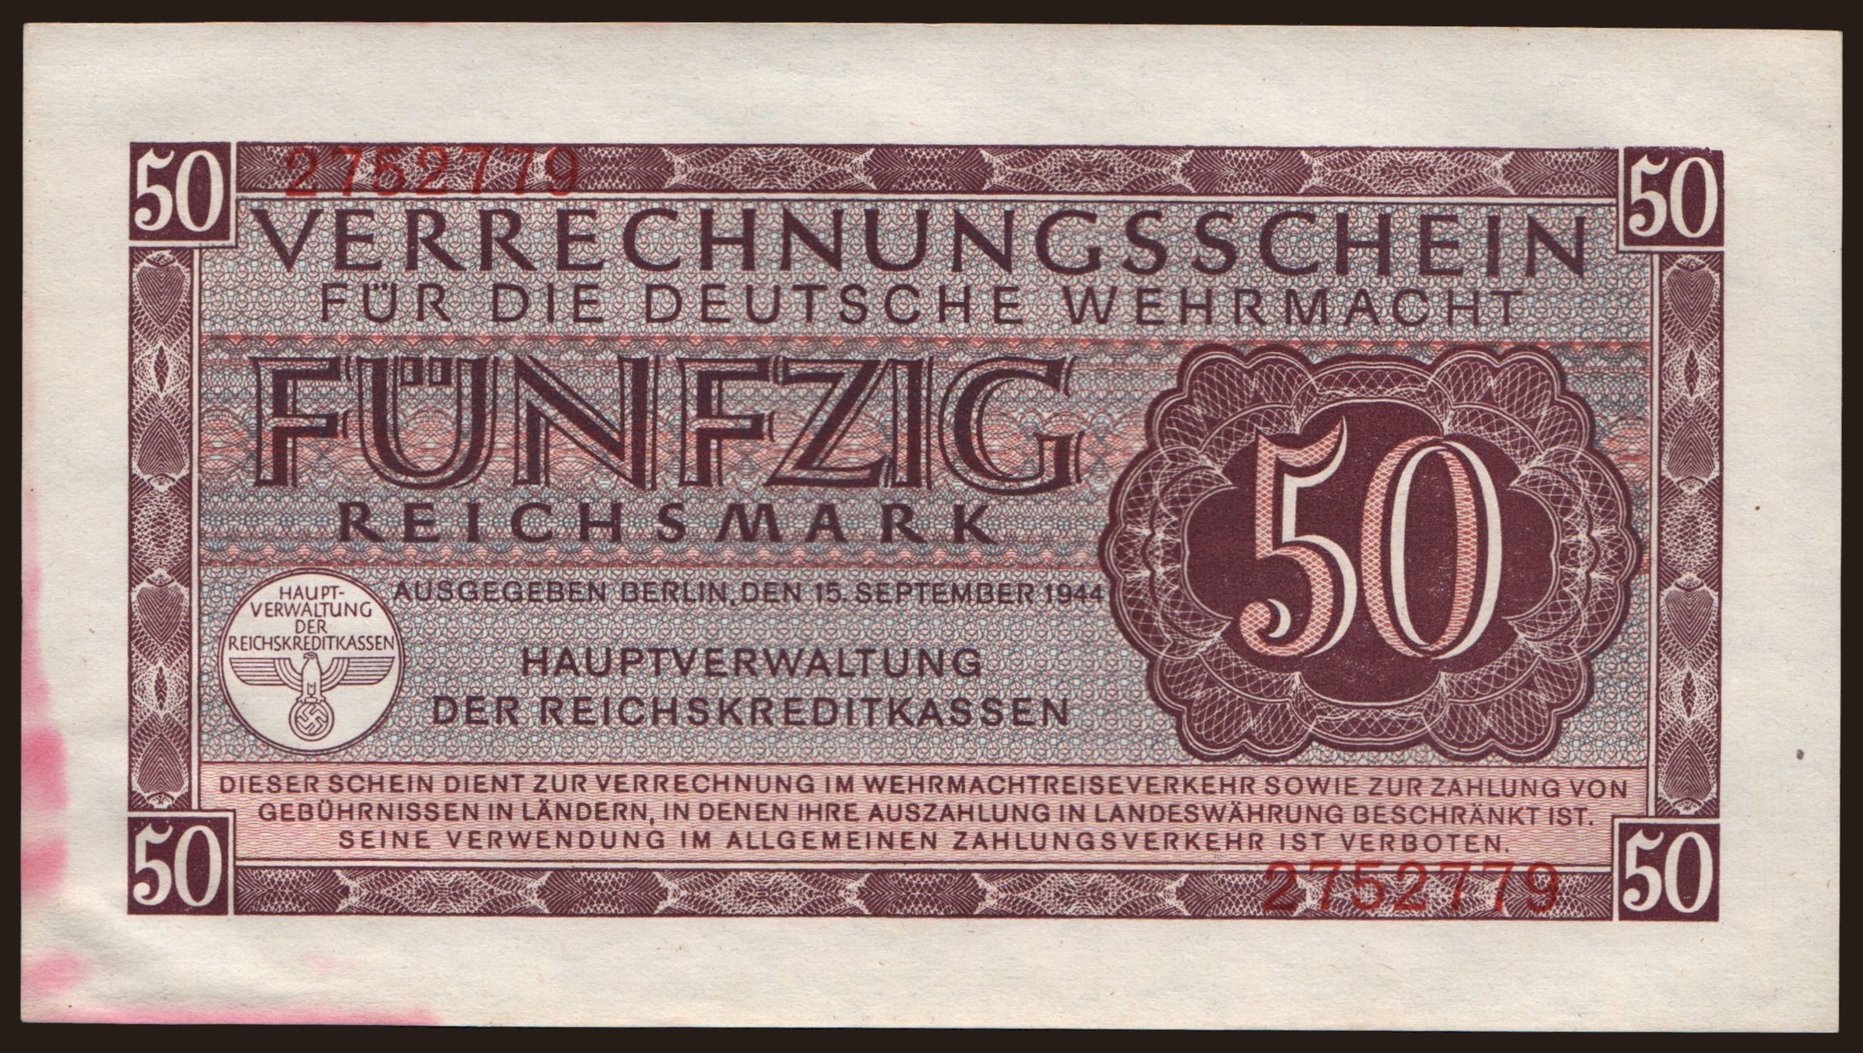 50
2752779
50
VERRECHNUNGSSCHEIN
FÜR DIE DEUTSCHE WEHRMACHT
FÜNFZIG
REICHSMARK
50
HAUPT-
VERWALTUNG
DER
REICHSKREDITKASSEN
AUSGEGEBEN BERLIN, DEN 15. SEPTEMBER 1944
HAUPTVERWALTUNG
DER REICHSKREDITKASSEN
DIESER SCHEIN DIENT ZUR VERRECHNUNG IM WEHRMACHTREISEVERKEHR SOWIE ZUR ZAHLUNG VON
GEBÜHRNISSEN IN LÄNDERN, IN DENEN IHRE AUSZAHLUNG IN LANDESWÄHRUNG BESCHRÄNKT IST.
SEINE VERWENDUNG IM ALLGEMEINEN ZAHLUNGSVERKEHR IST VERBOTEN.
50
2752779
50